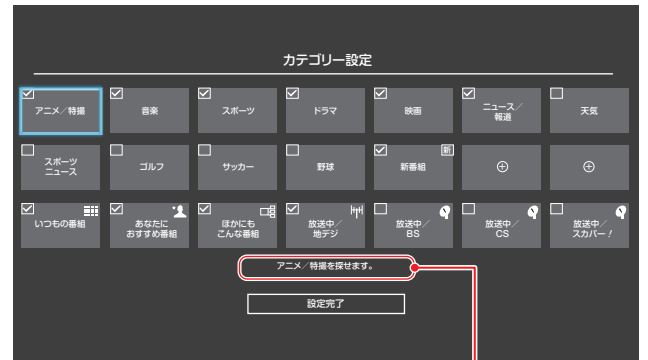 カテゴリー設定
アニメ／特撮
音楽
スポーツ
ドラマ
映画
ニュース／
報道
天気
スポーツ
ニュース
ゴルフ
サッカー
野球
新
新番組
いつもの番組
あなたに
おすすめ番組
ほかにも
こんな番組
放送中／
地デジ
放送中／
BS
放送中／
CS
放送中／
スカパー！
アニメ／特撮を探せます。
設定完了